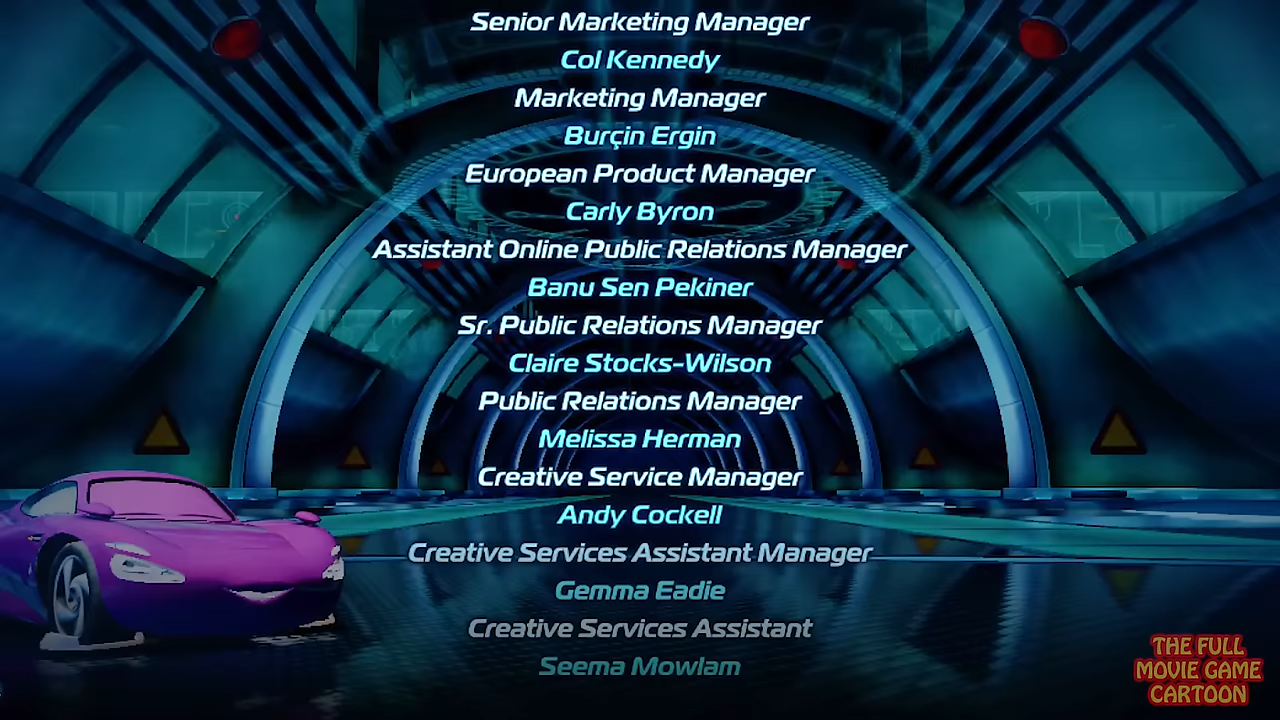 Senior Marketing Manager
Col Kennedy
Marketing Manager
Burçin Ergin
European Product Manager
Carly Byron
Assistant Online Public Relations Manager
Banu Sen Pekiner
Sr. Public Relations Manager
Claire Stocks-Wilson
Public Relations Manager
Melissa Herman
Creative Service Manager
Andy Cockell
Creative Services Assistant Manager
Gemma Eadie
Creative Services Assistant
Seema Mowlam
THE FULL
MOVIE GAME
CARTOON